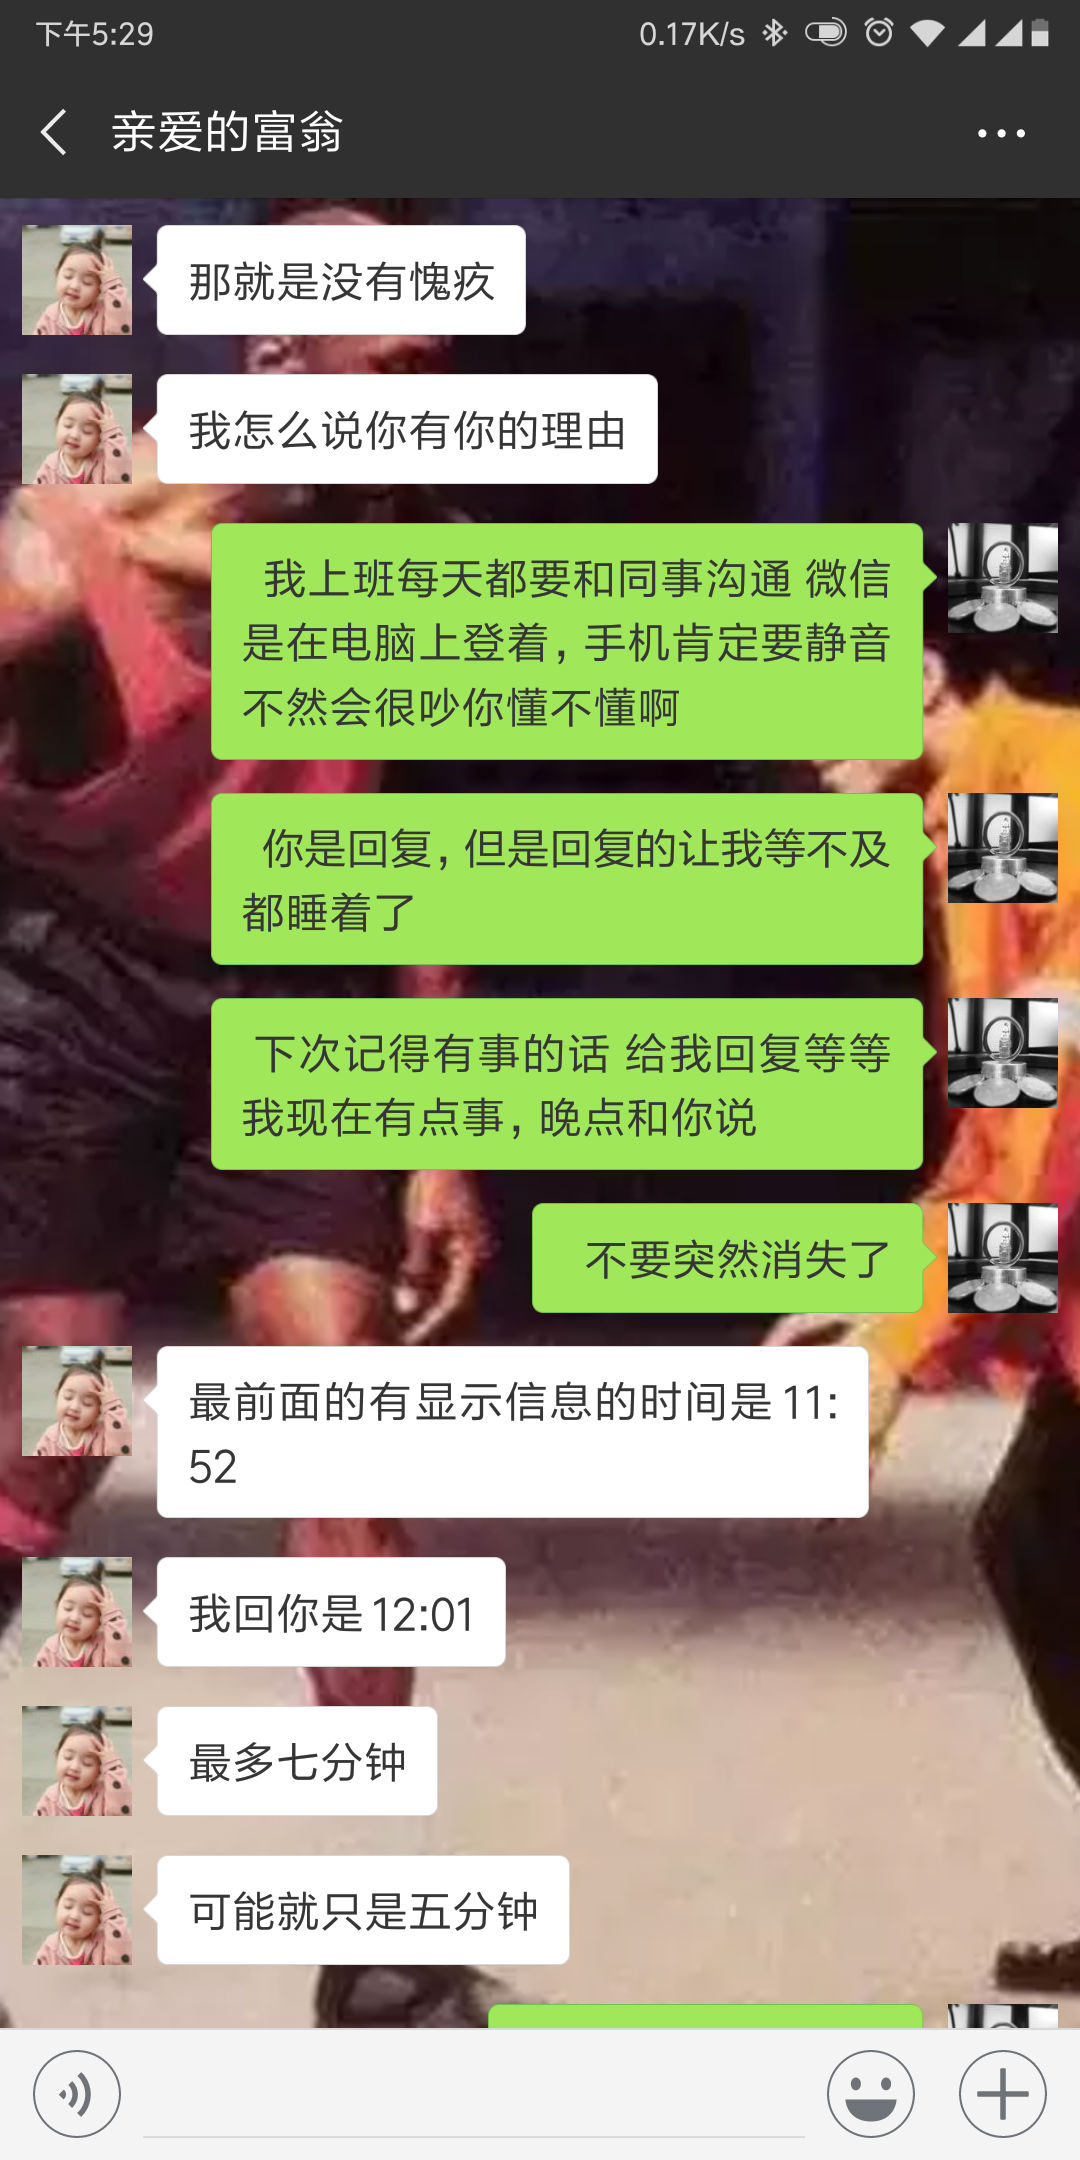 下午5:29
0.17K/s
亲爱的富翁
那就是没有愧疚
我怎么说你有你的理由
我上班每天都要和同事沟通 微信
是在电脑上登着,手机肯定要静音
不然会很吵你懂不懂啊
你是回复,但是回复的让我等不及
都睡着了
下次记得有事的话 给我回复等等
我现在有点事,晚点和你说
不要突然消失了
最前面的有显示信息的时间是11:
52
我回你是12:01
最多七分钟
可能就只是五分钟